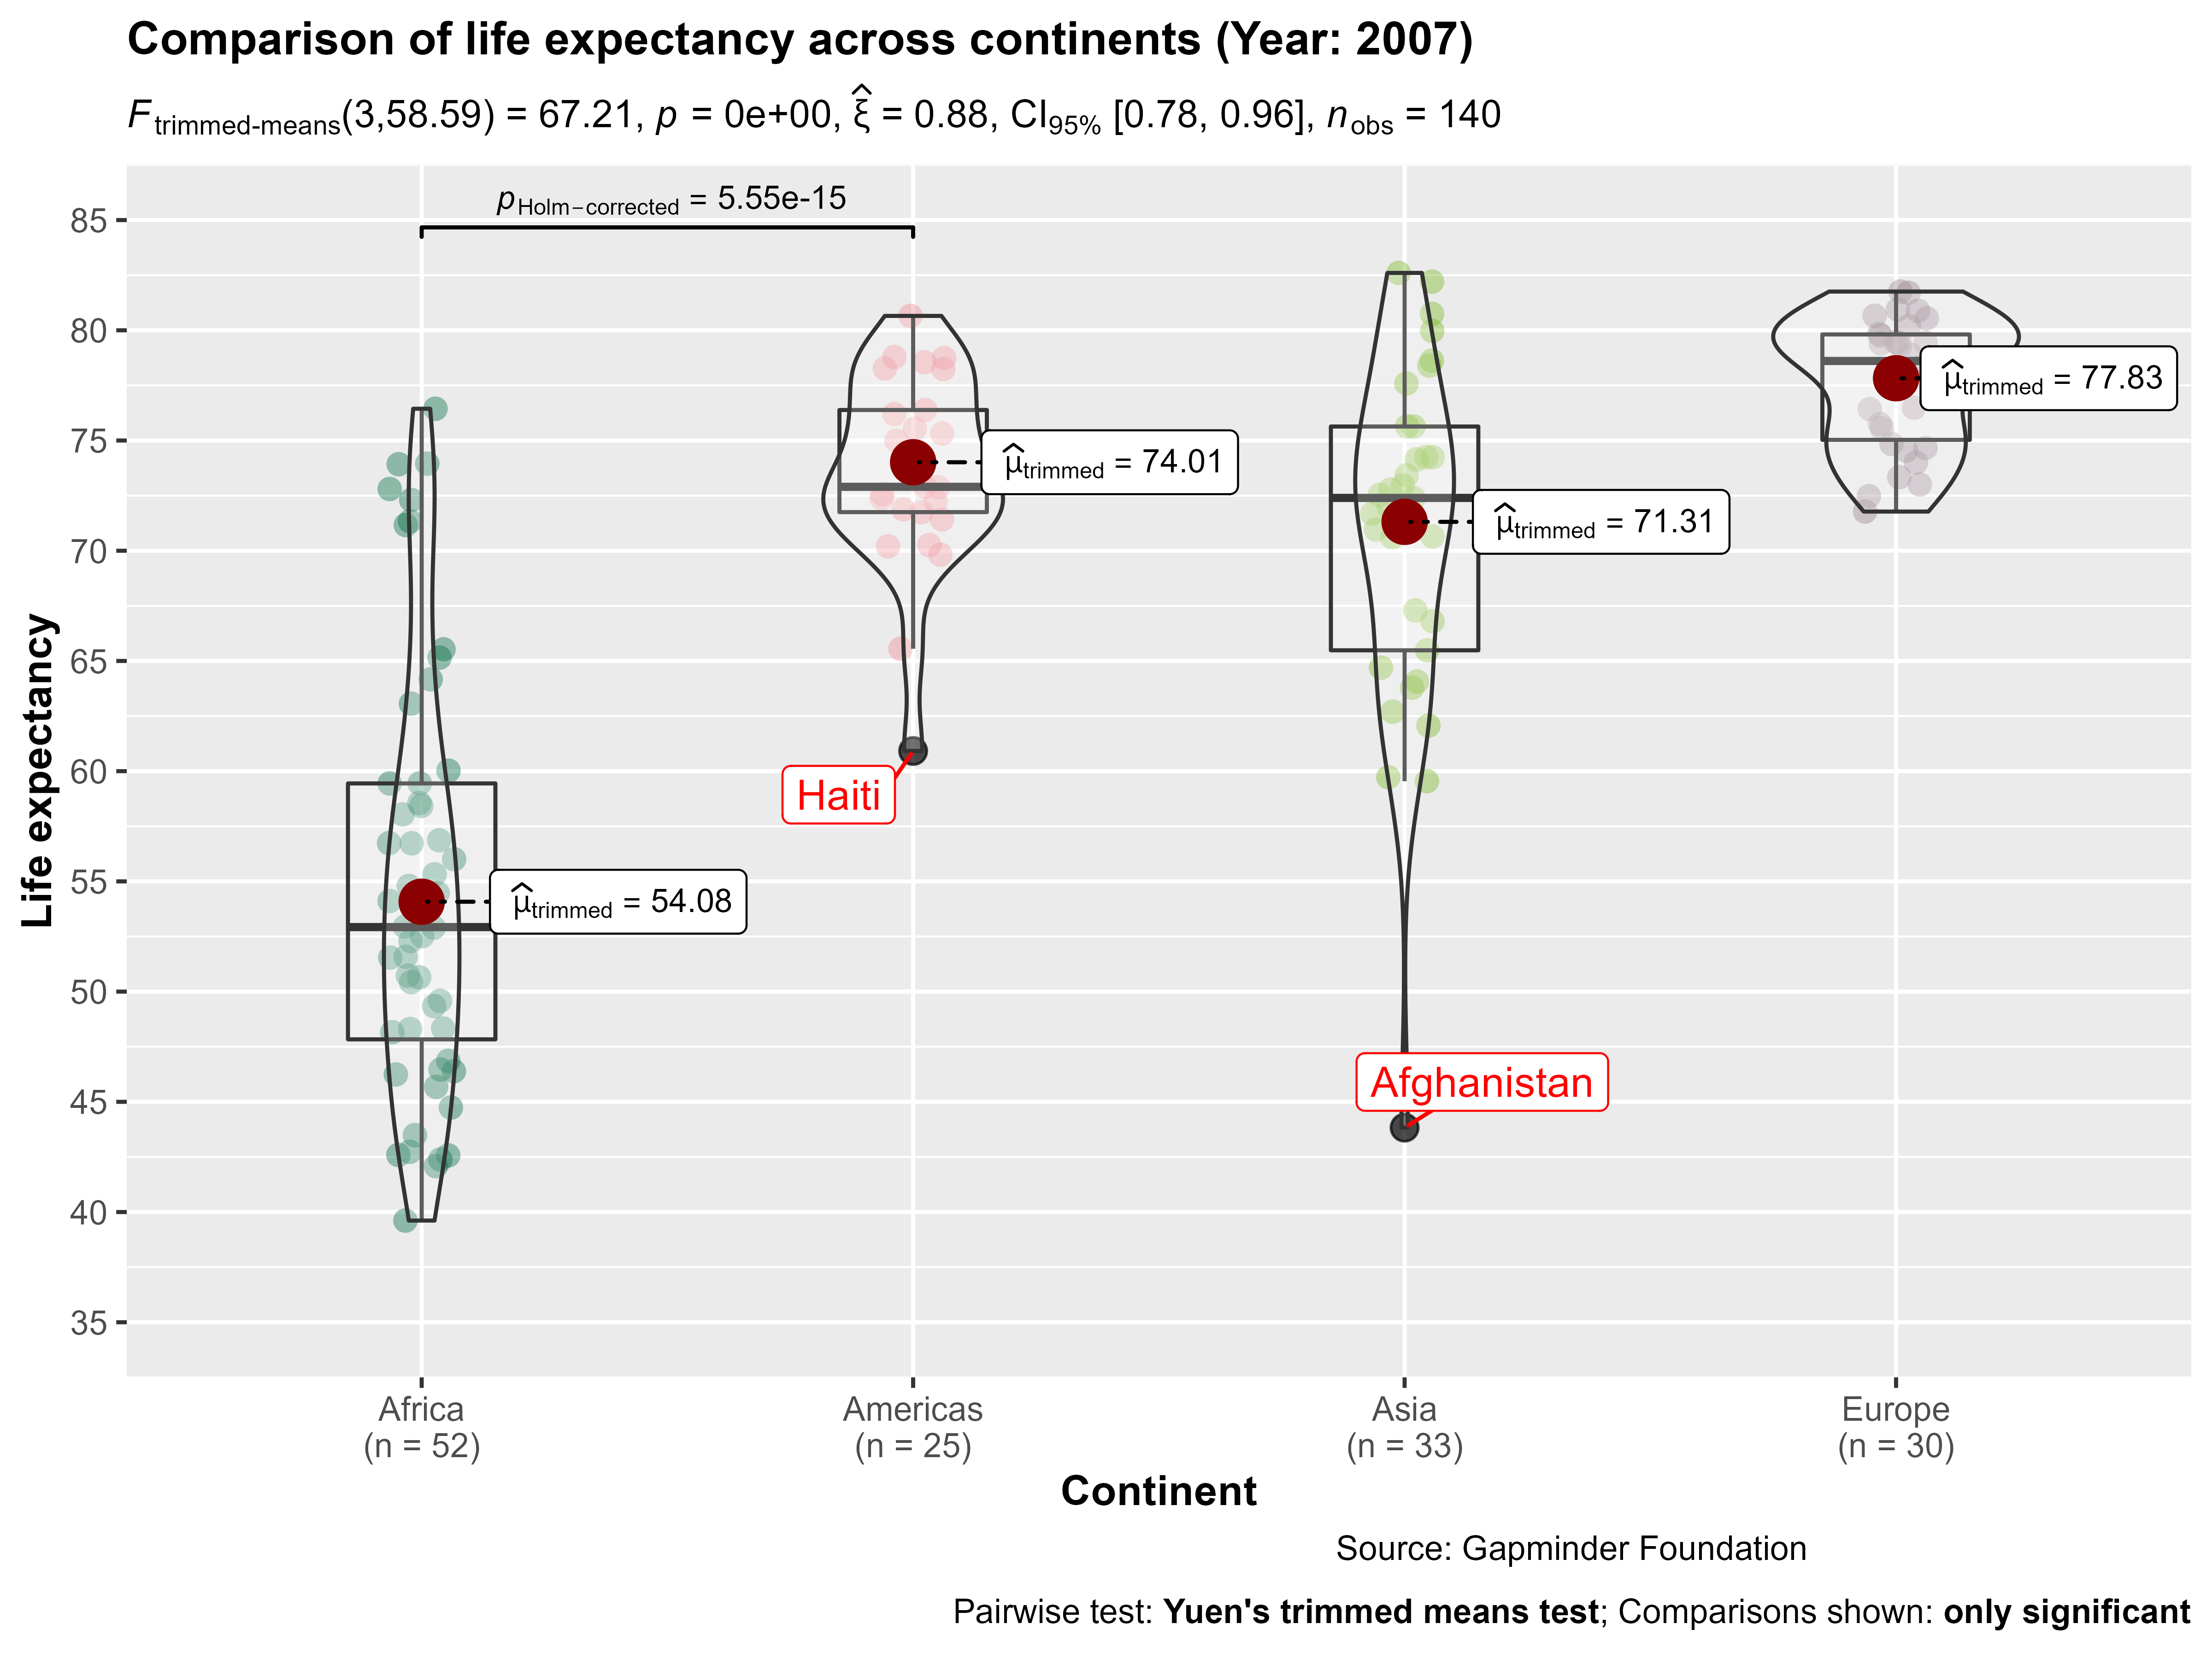 Comparison of life expectancy across continents (Year: 2007)
F trimmed-means(3,58.59) = 67.21, p = 0e+00, ξ̂ = 0.88, CI95% [0.78, 0.96], nobs = 140
pHolm−corrected = 5.55e-15
85
80
75
70
65
60
55
50
45
40
35
Life expectancy
μ̂trimmed = 77.83
μ̂trimmed = 74.01
μ̂trimmed = 71.31
Haiti
μ̂trimmed = 54.08
Afghanistan
Africa
(n = 52)
Americas
(n = 25)
Asia
(n = 33)
Europe
(n = 30)
Continent
Source: Gapminder Foundation
Pairwise test: Yuen's trimmed means test; Comparisons shown: only significant